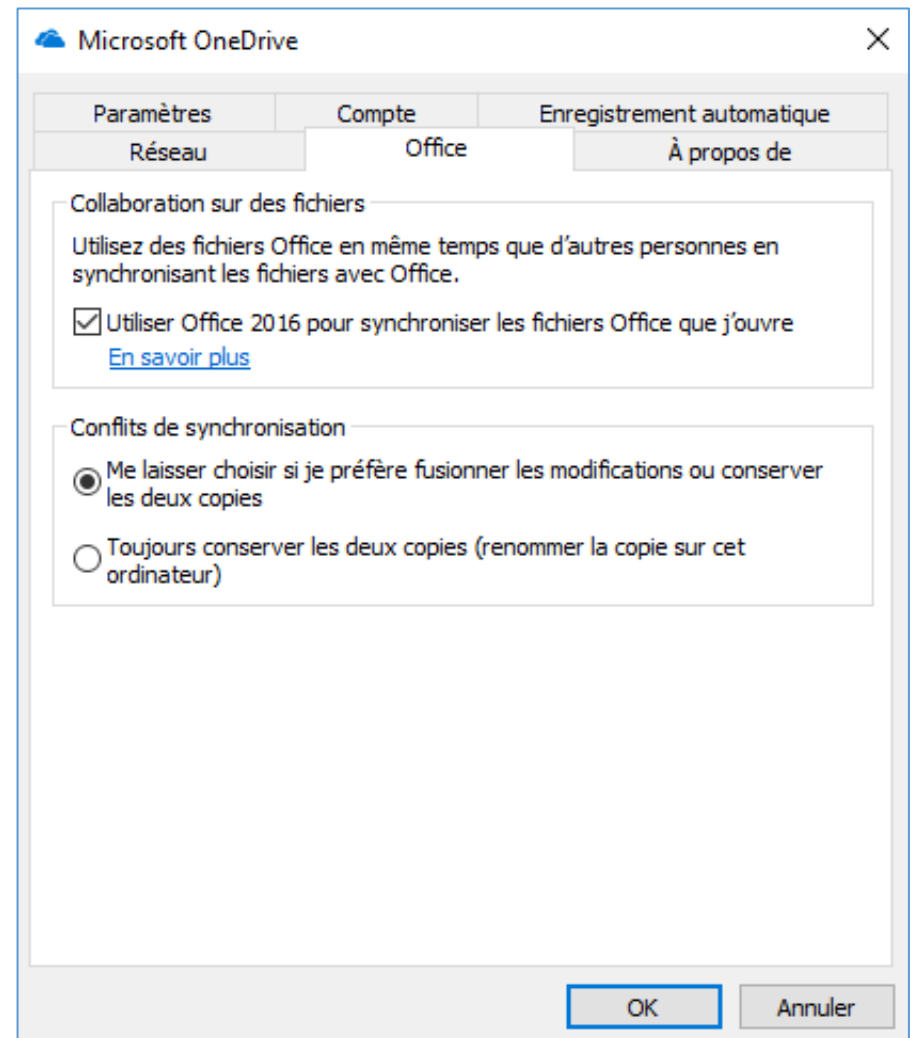 Microsoft OneDrive
Paramètres
Compte
Enregistrement automatique
Réseau
Office
À propos de
Collaboration sur des fichiers
Utilisez des fichiers Office en même temps que d’autres personnes en
synchronisant les fichiers avec Office.
Utiliser Office 2016 pour synchroniser les fichiers Office que j’ouvre
En savoir plus
Conflits de synchronisation
Me laisser choisir si je préfère fusionner les modifications ou conserver
les deux copies
Toujours conserver les deux copies (renommer la copie sur cet
ordinateur)
OK
Annuler